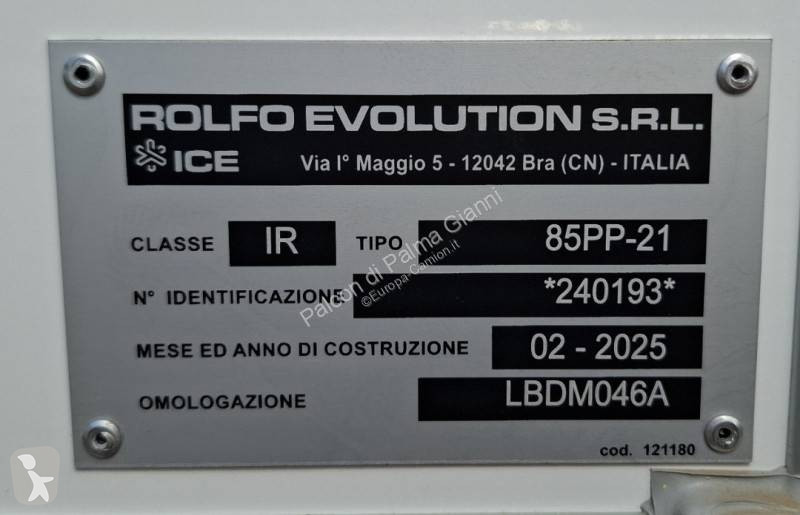 ROLFO EVOLUTION S.R.L.
ICE Via I° Maggio 5 - 12042 Bra (CN) - ITALIA
CLASSE IR TIPO 85PP-21
N° IDENTIFICAZIONE *240193*
MESE ED ANNO DI COSTRUZIONE 02 - 2025
OMOLOGAZIONE LBDM046A
cod. 121180
Palcon di Palma Gianni
©Europa-Camion.it